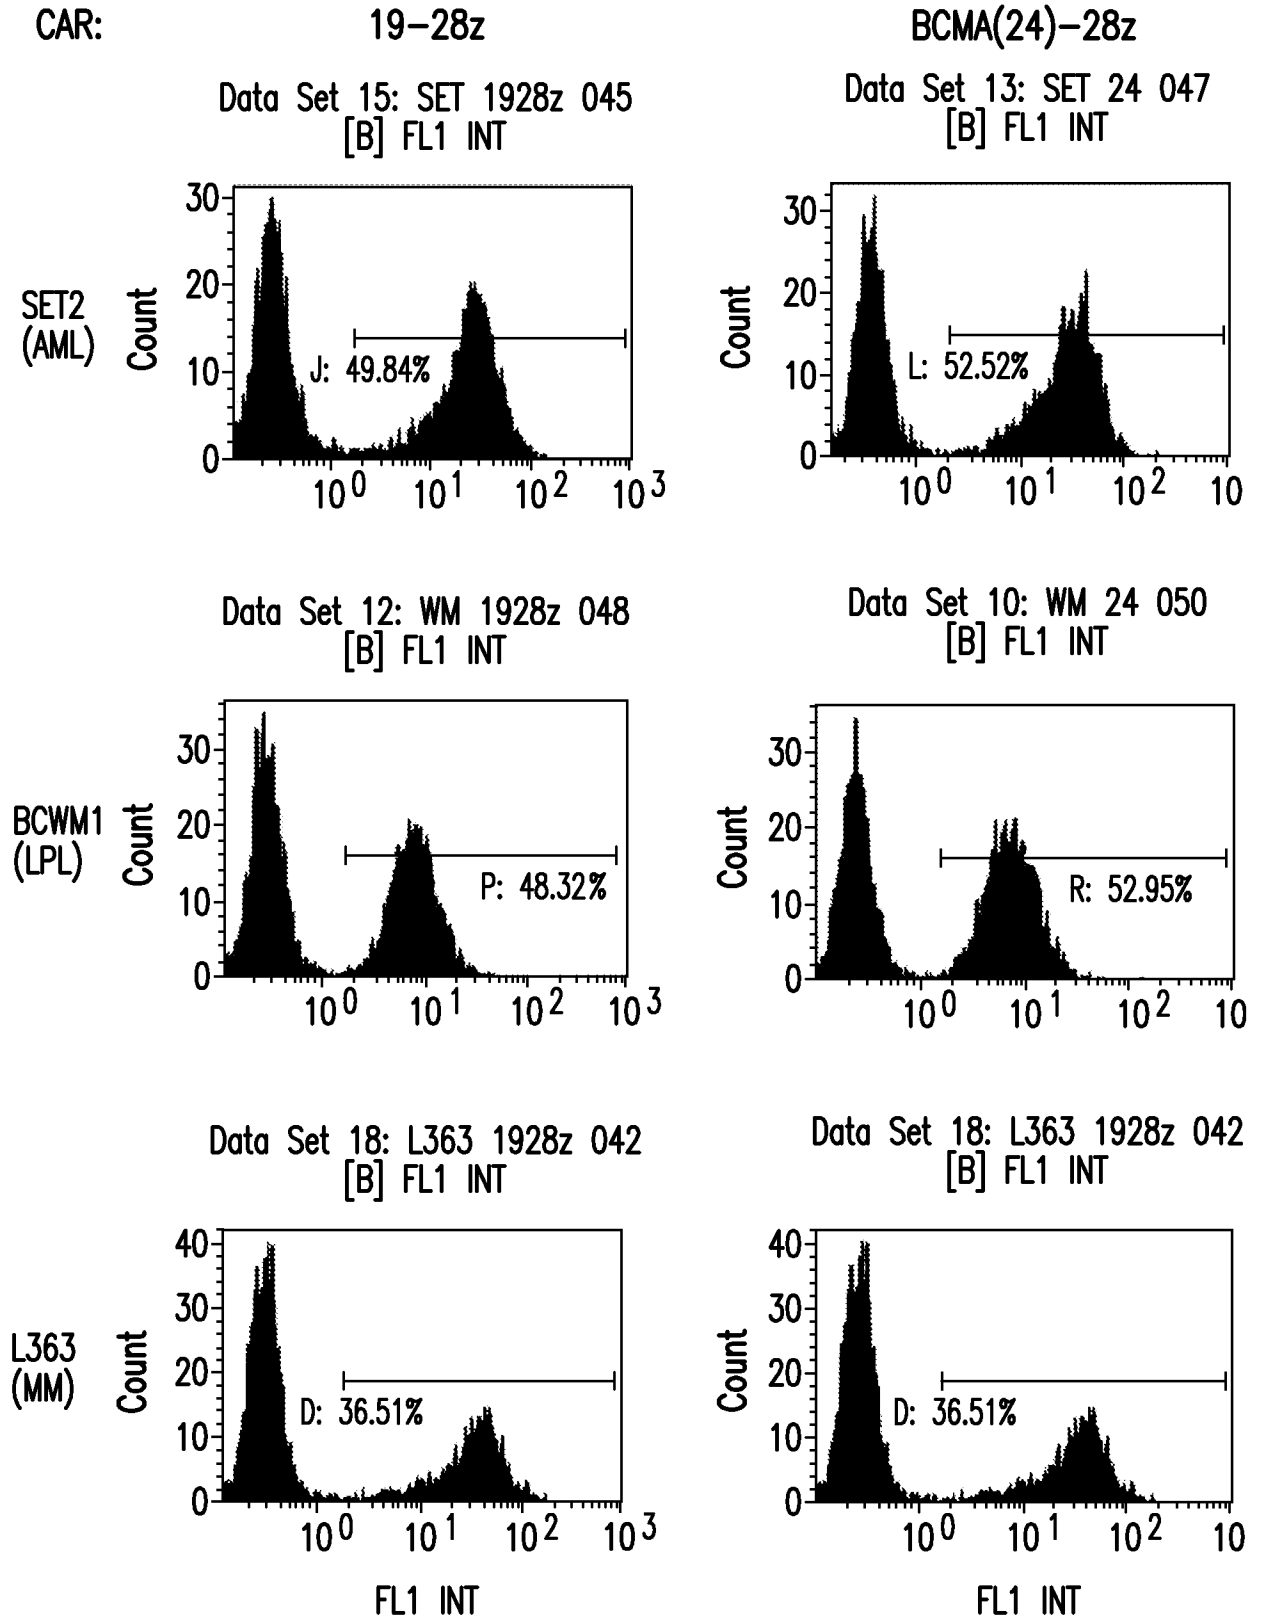 CAR: 19-28z BCMA(24)-28z
Data Set 15: SET 1928z 045
[B] FL1 INT
Data Set 13: SET 24 047
[B] FL1 INT
SET2
(AML)
Count
30
20
10
0
J: 49.84%
10^0 10^1 10^2 10^3
Count
30
20
10
0
L: 52.52%
10^0 10^1 10^2 10
Data Set 12: WM 1928z 048
[B] FL1 INT
Data Set 10: WM 24 050
[B] FL1 INT
BCWM1
(LPL)
Count
30
20
10
0
P: 48.32%
10^0 10^1 10^2 10^3
Count
30
20
10
0
R: 52.95%
10^0 10^1 10^2 10
Data Set 18: L363 1928z 042
[B] FL1 INT
Data Set 18: L363 1928z 042
[B] FL1 INT
L363
(MM)
Count
40
30
20
10
0
D: 36.51%
10^0 10^1 10^2 10^3
FL1 INT
Count
40
30
20
10
0
D: 36.51%
10^0 10^1 10^2 10
FL1 INT